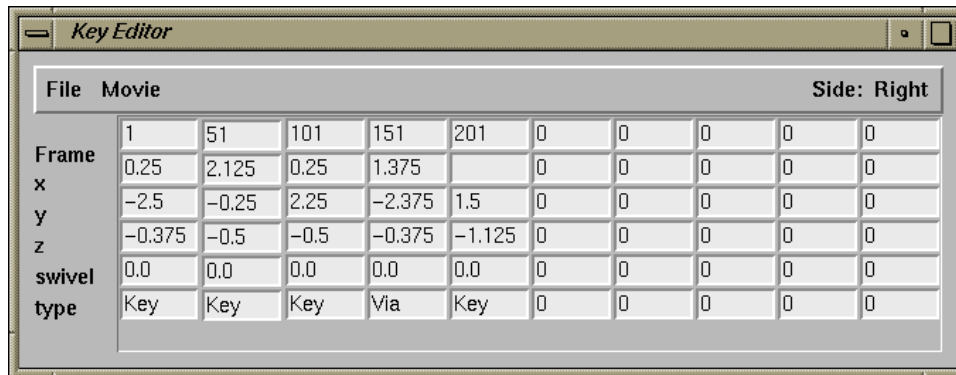 Key Editor
File Movie Side: Right
Frame 1 51 101 151 201 0 0 0 0 0
x 0.25 2.125 0.25 1.375 0 0 0 0 0
y −2.5 −0.25 2.25 −2.375 1.5 0 0 0 0 0
z −0.375 −0.5 −0.5 −0.375 −1.125 0 0 0 0 0
swivel 0.0 0.0 0.0 0.0 0.0 0 0 0 0 0
type Key Key Key Via Key 0 0 0 0 0